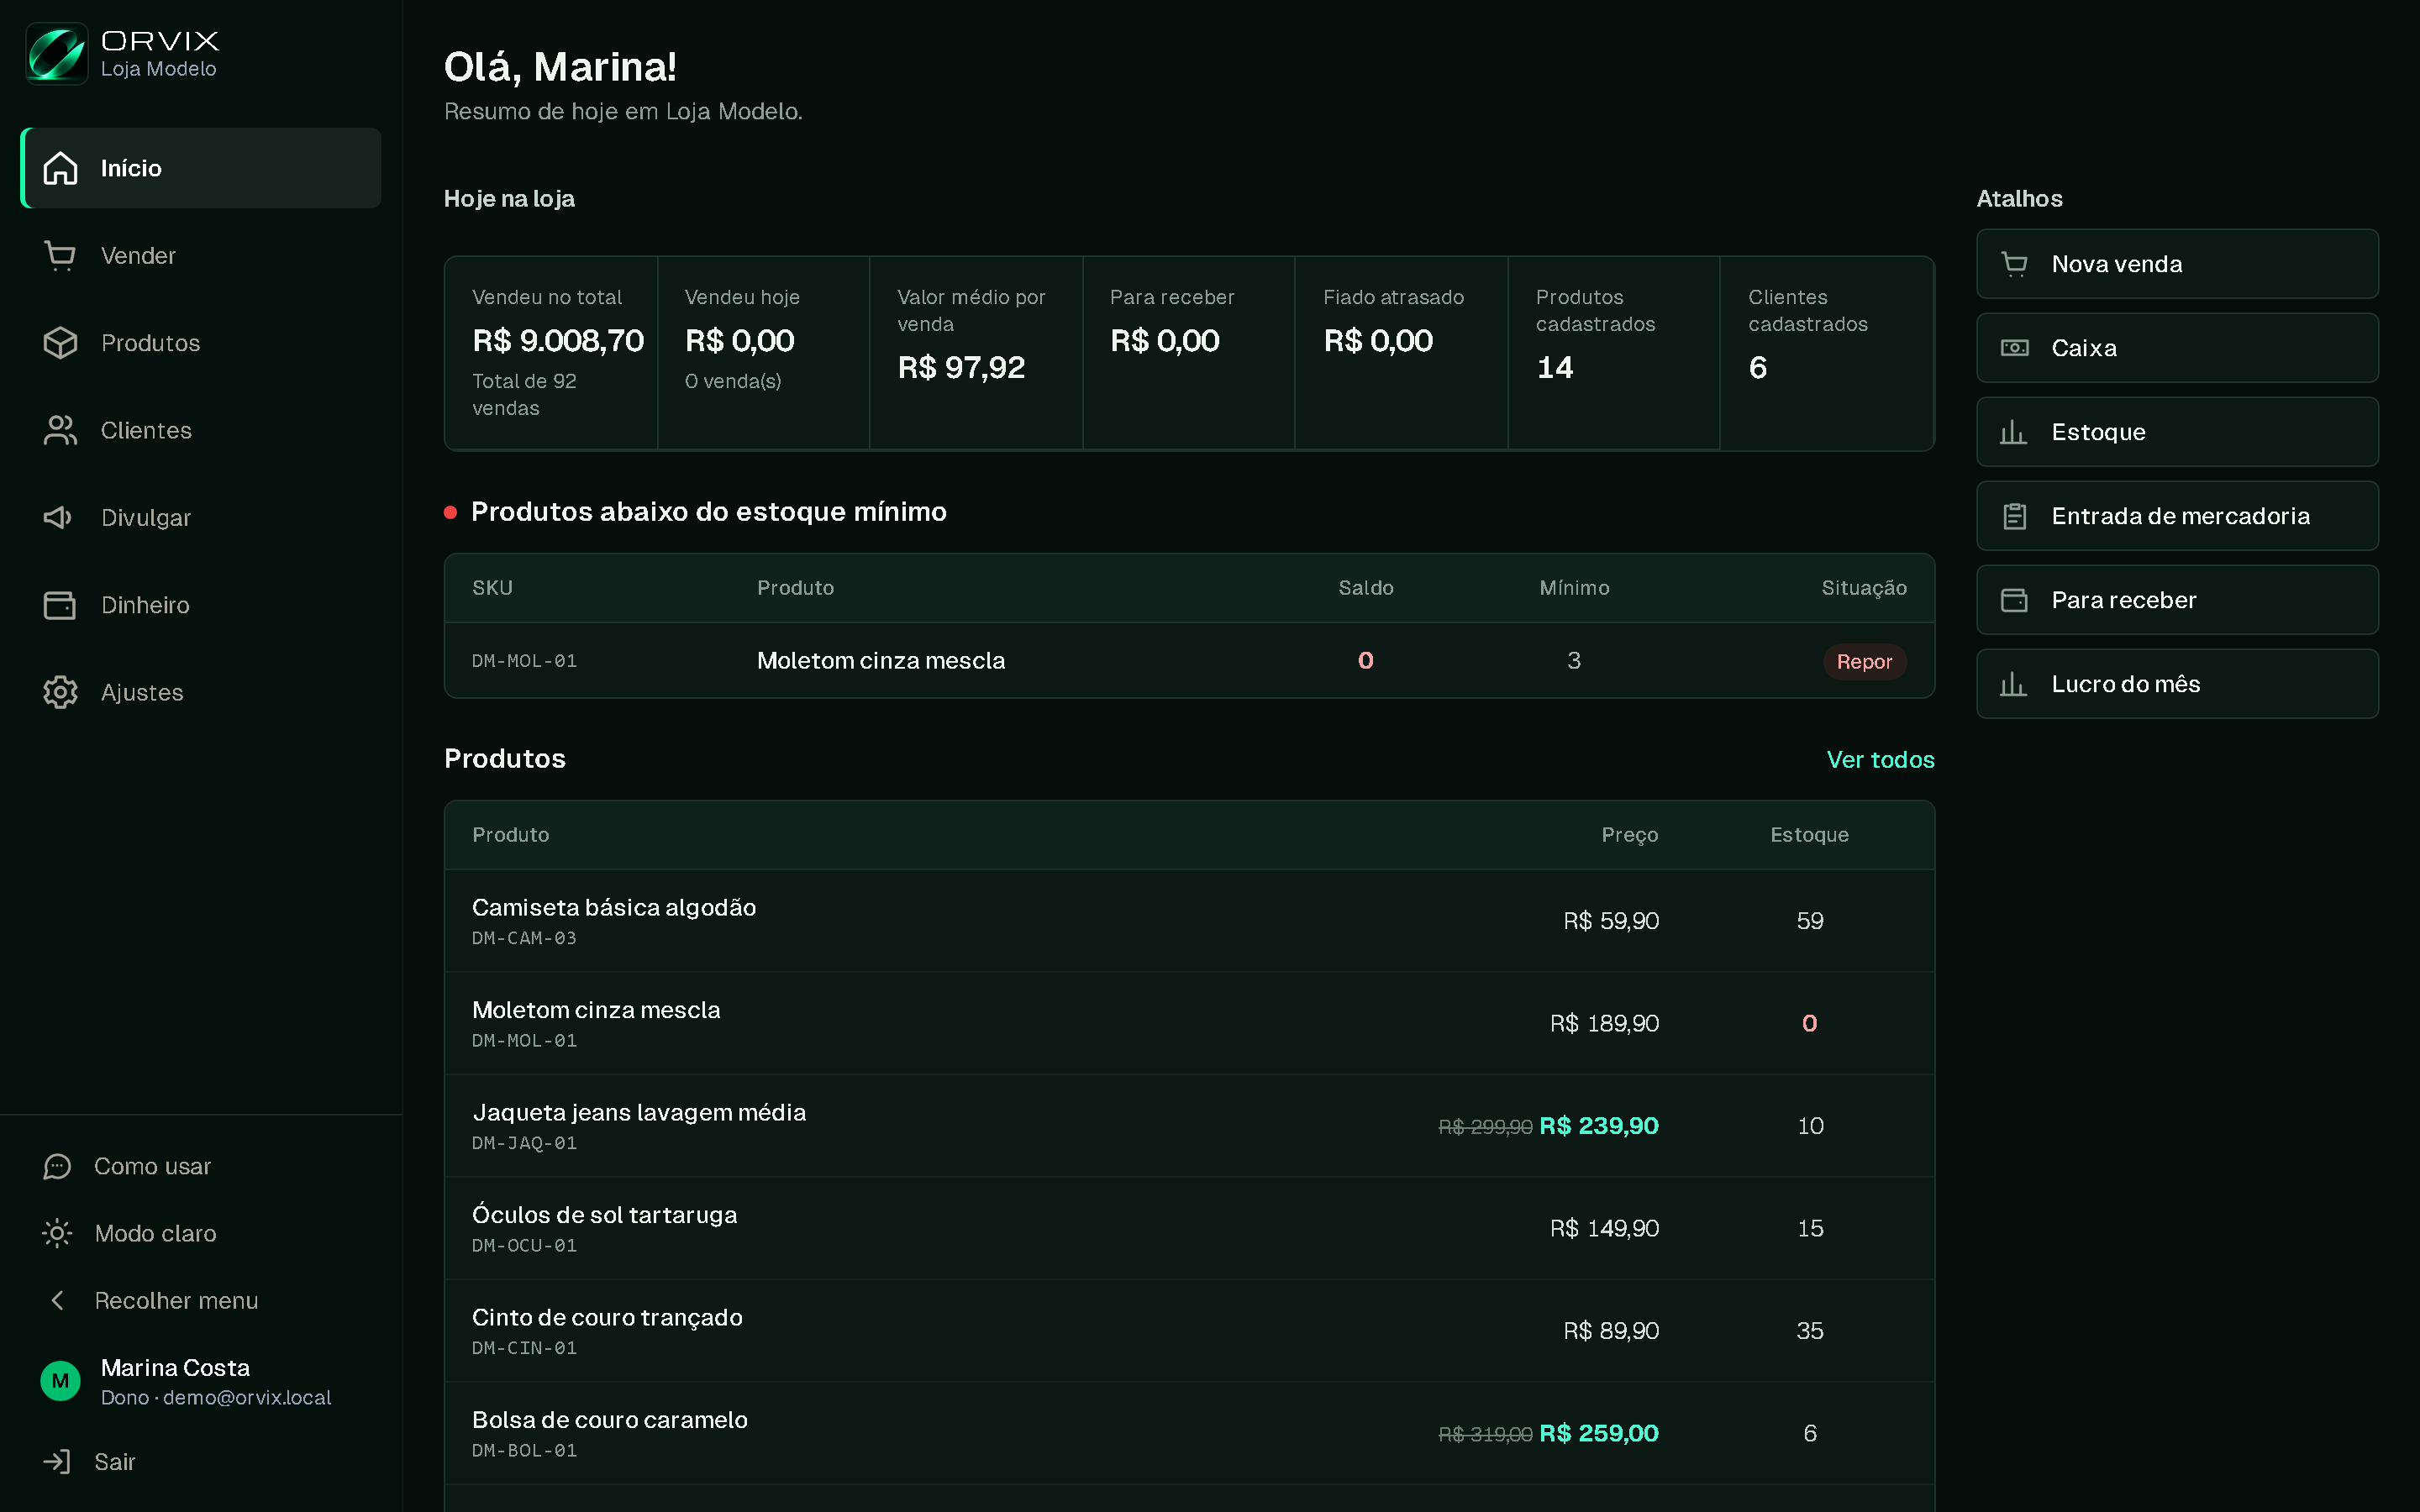 ORVIX
Loja Modelo
Início
Vender
Produtos
Clientes
Divulgar
Dinheiro
Ajustes
Como usar
Modo claro
Recolher menu
M
Marina Costa
Dono · demo@orvix.local
Sair
Olá, Marina!
Resumo de hoje em Loja Modelo.
Hoje na loja
Vendeu no total
R$ 9.008,70
Total de 92
vendas
Vendeu hoje
R$ 0,00
0 venda(s)
Valor médio por
venda
R$ 97,92
Para receber
R$ 0,00
Fiado atrasado
R$ 0,00
Produtos
cadastrados
14
Clientes
cadastrados
6
Produtos abaixo do estoque mínimo
SKU Produto Saldo Mínimo Situação
DM-MOL-01 Moletom cinza mescla 0 3 Repor
Produtos Ver todos
Produto Preço Estoque
Camiseta básica algodão
DM-CAM-03
R$ 59,90 59
Moletom cinza mescla
DM-MOL-01
R$ 189,90 0
Jaqueta jeans lavagem média
DM-JAQ-01
R$ 299,90 R$ 239,90 10
Óculos de sol tartaruga
DM-OCU-01
R$ 149,90 15
Cinto de couro trançado
DM-CIN-01
R$ 89,90 35
Bolsa de couro caramelo
DM-BOL-01
R$ 319,00 R$ 259,00 6
Atalhos
Nova venda
Caixa
Estoque
Entrada de mercadoria
Para receber
Lucro do mês